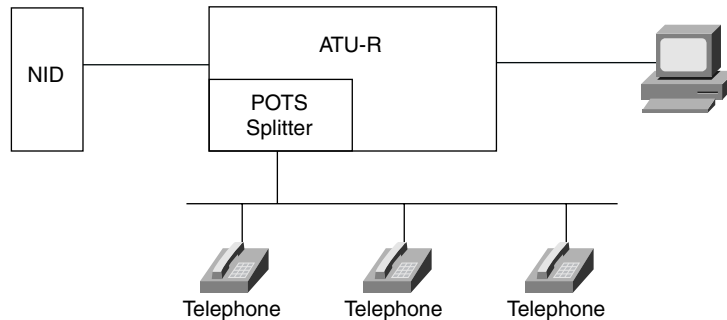 NID
ATU-R
POTS
Splitter
Telephone
Telephone
Telephone